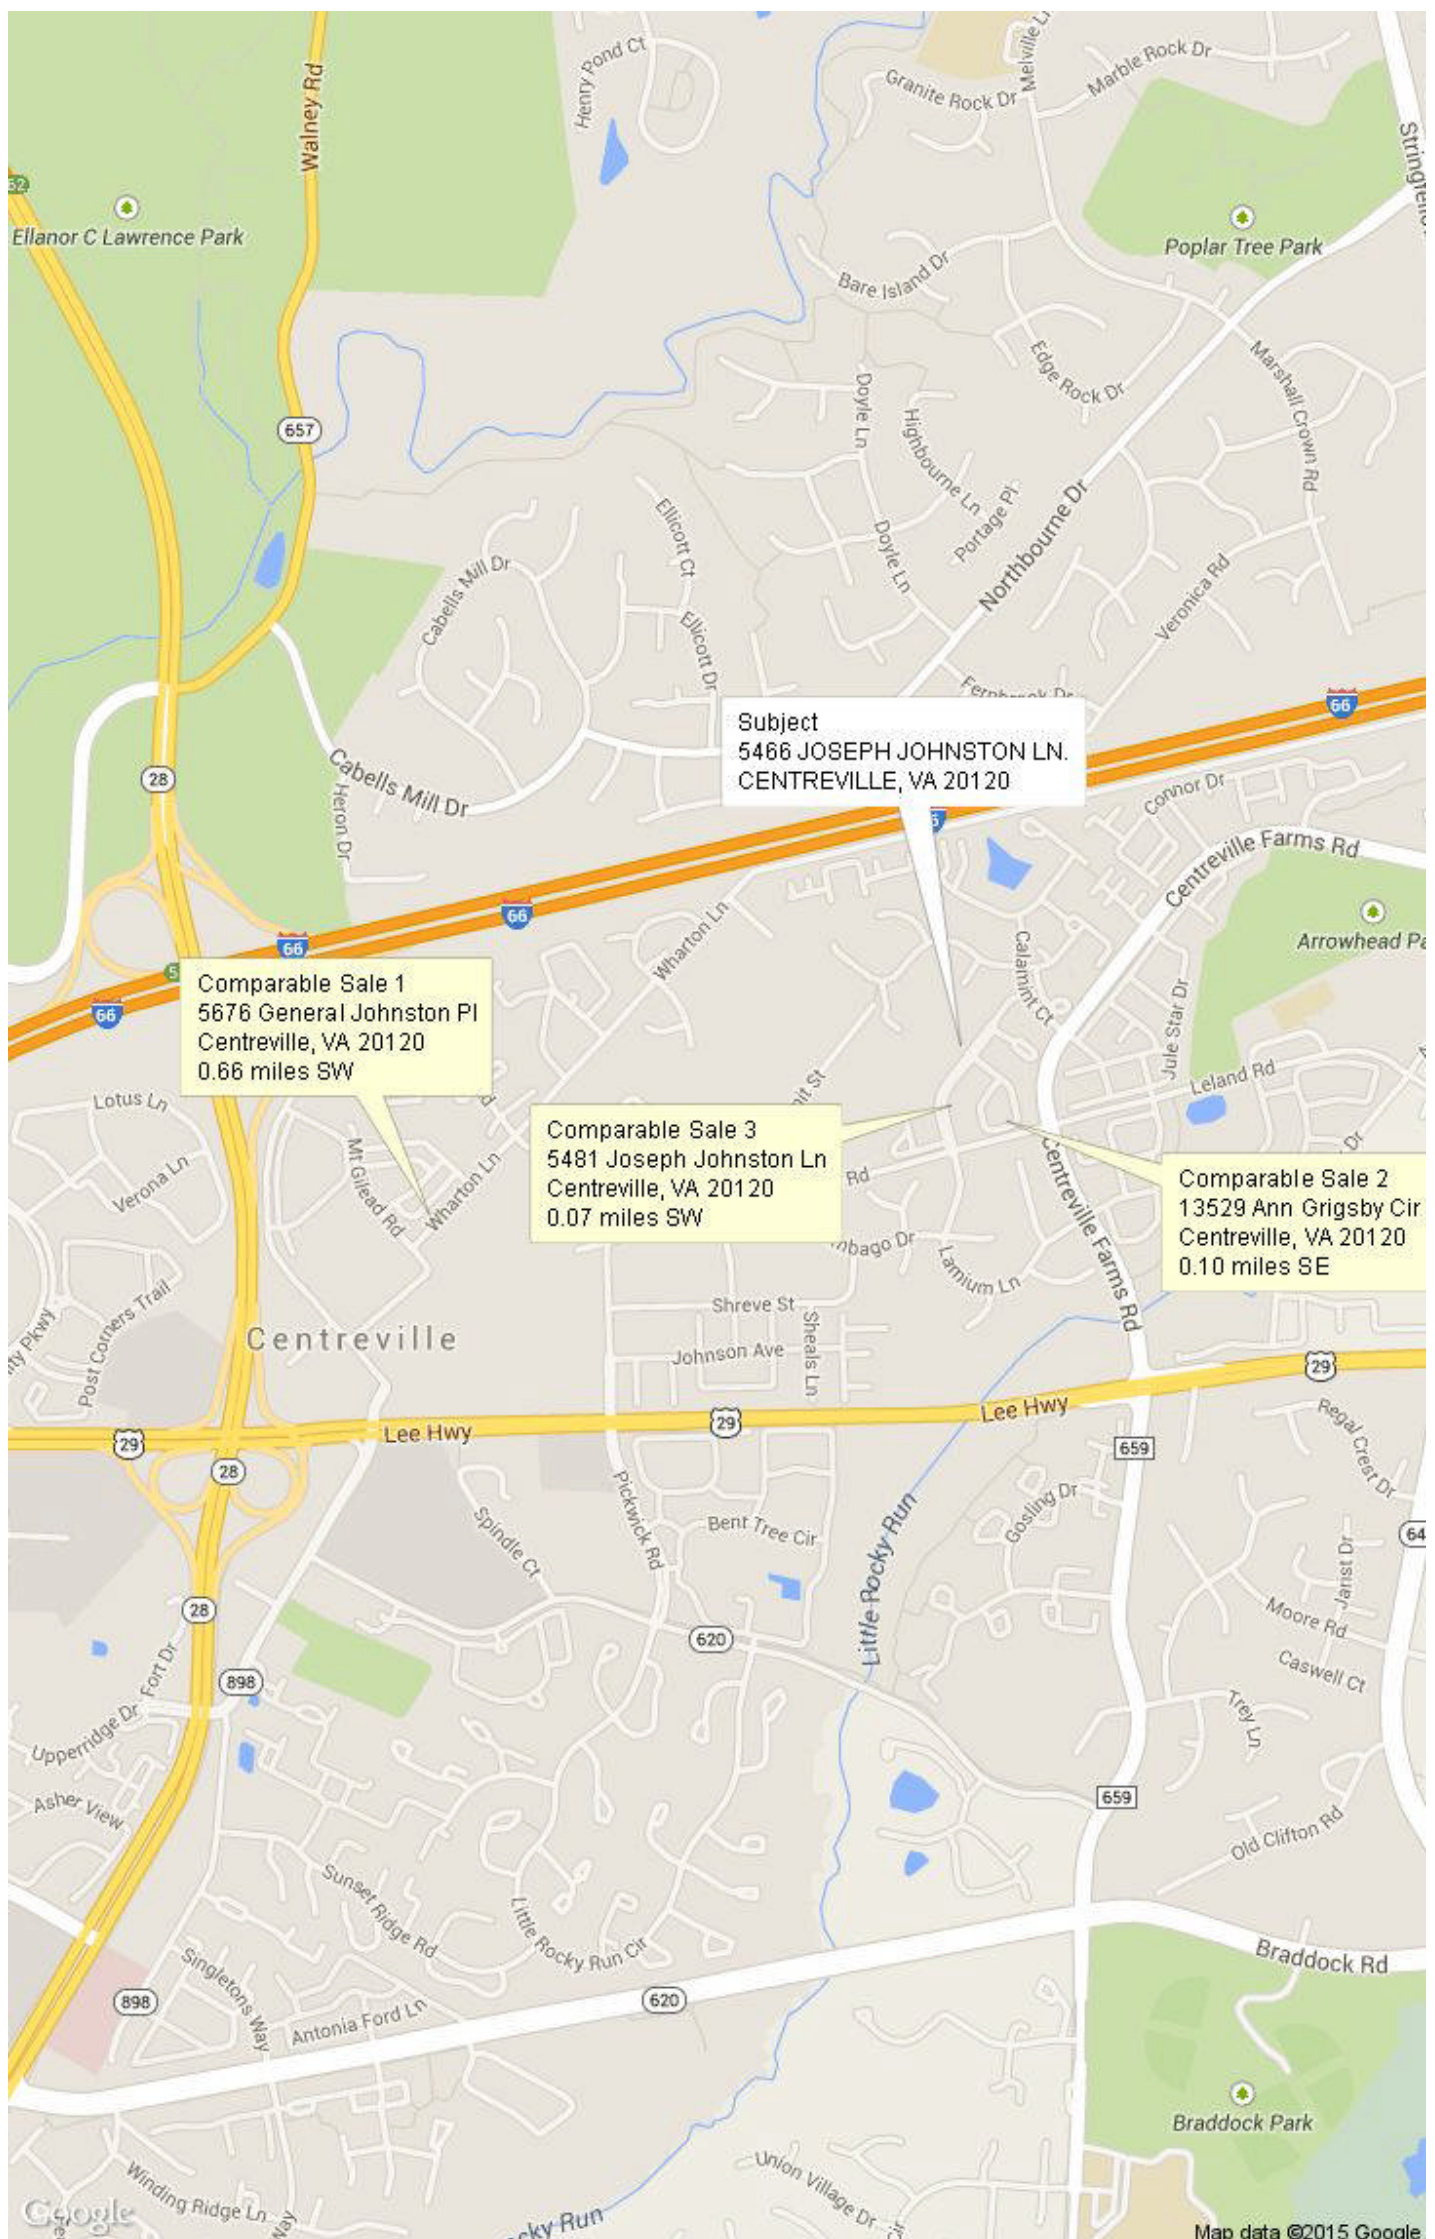 Henry Pond Ct
Melville Ln
Marble Rock Dr
Granite Rock Dr
Walney Rd
Ellanor C Lawrence Park
Poplar Tree Park
Bare Island Dr
Edge Rock Dr
Marshall Crown Rd
Doyle Ln
Highbourne Ln
657
Portage Pl
Northbourne Dr
Ellicott Ct
Doyle Ln
Cabells Mill Dr
Veronica Rd
Ellicott Dr
66
Subject
5466 JOSEPH JOHNSTON LN.
CENTREVILLE, VA 20120
28
Cabells Mill Dr
Heron Dr
Connor Dr
Centreville Farms Rd
66
66
66
Wharton Ln
Calamint Ct
Arrowhead
Jule Star Dr
Leland Rd
Comparable Sale 1
5676 General Johnston Pl
Centreville, VA 20120
0.66 miles SW
Lotus Ln
Verona Ln
Mt Gilead Rd
Wharton Ln
Comparable Sale 3
5481 Joseph Johnston Ln
Centreville, VA 20120
0.07 miles SW
Rd
Comparable Sale 2
13529 Ann Grigsby Cir
Centreville, VA 20120
0.10 miles SE
Lamium Ln
Centreville Farms Rd
Post Corners Trail
Shreve St
Sheals Ln
Johnson Ave
Centreville
29
Lee Hwy
29
Lee Hwy
29
28
659
Regal Crest Dr
Pickwick Rd
Spindle Ct
Bent Tree Cir
Gosling Dr
Little Rocky Run
Jarist Dr
28
Moore Rd
620
Caswell Ct
Fort Dr
898
Trey Ln
Upperridge Dr
Asher View
659
Old Clifton Rd
Sunset Ridge Rd
Little Rocky Run Cir
Braddock Rd
Singletons Way
898
620
Antonia Ford Ln
Braddock Park
Winding Ridge Ln
Union Village Dr
Google
Map data ©2015 Google